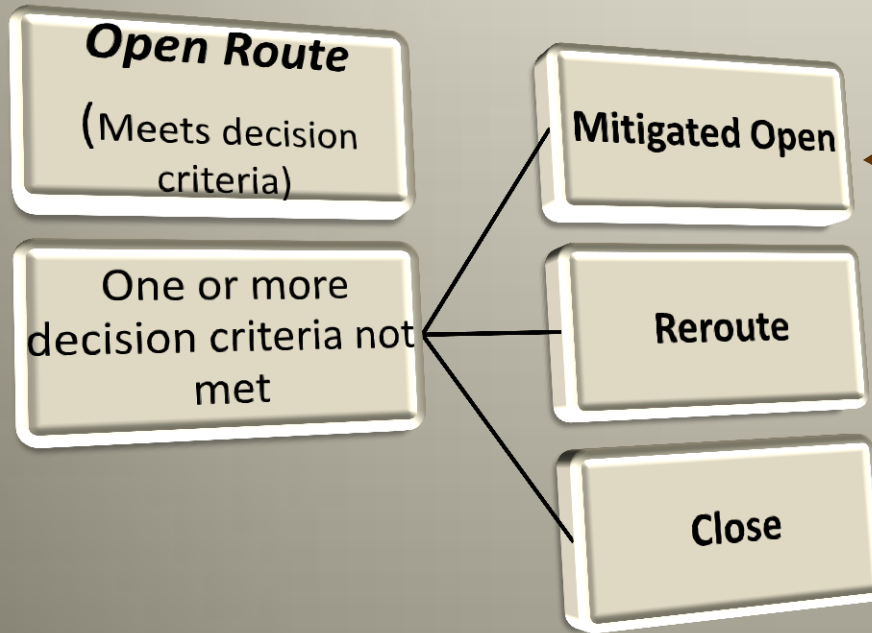 Open Route
(Meets decision
criteria)
One or more
decision criteria not
met
Mitigated Open
Reroute
Close